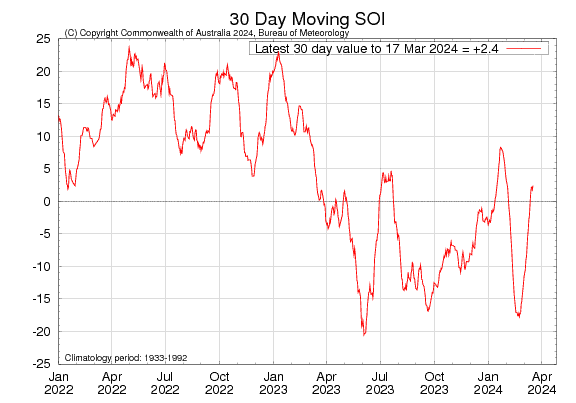 30 Day Moving SOI
(C) Copyright Commonwealth of Australia 2024, Bureau of Meteorology
Latest 30 day value to 17 Mar 2024 = +2.4
25
20
15
10
5
0
-5
-10
-15
-20
-25
Climatology period: 1933-1992
Jan Apr Jul Oct Jan Apr Jul Oct Jan Apr
2022 2022 2022 2022 2023 2023 2023 2023 2024 2024